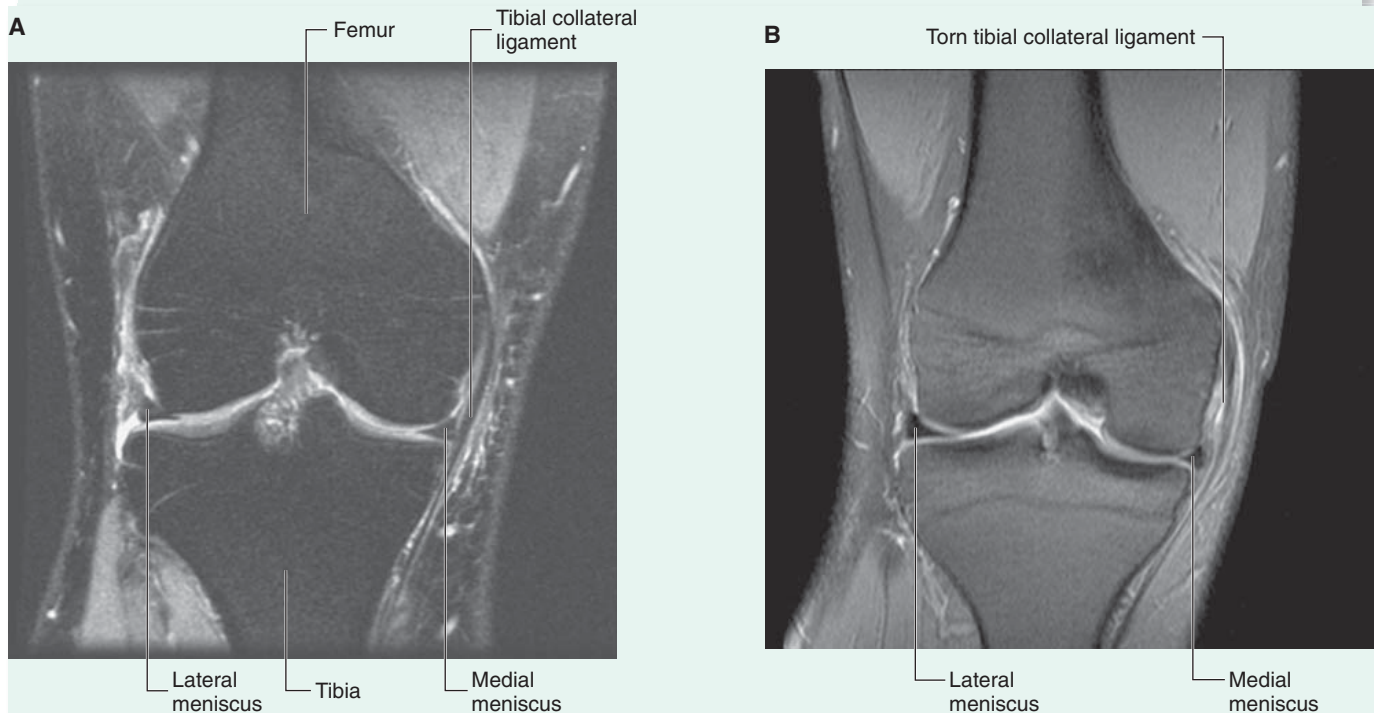 A
Femur
Tibial collateral
ligament
Lateral
meniscus
Tibia
Medial
meniscus
B
Torn tibial collateral ligament
Lateral
meniscus
Medial
meniscus